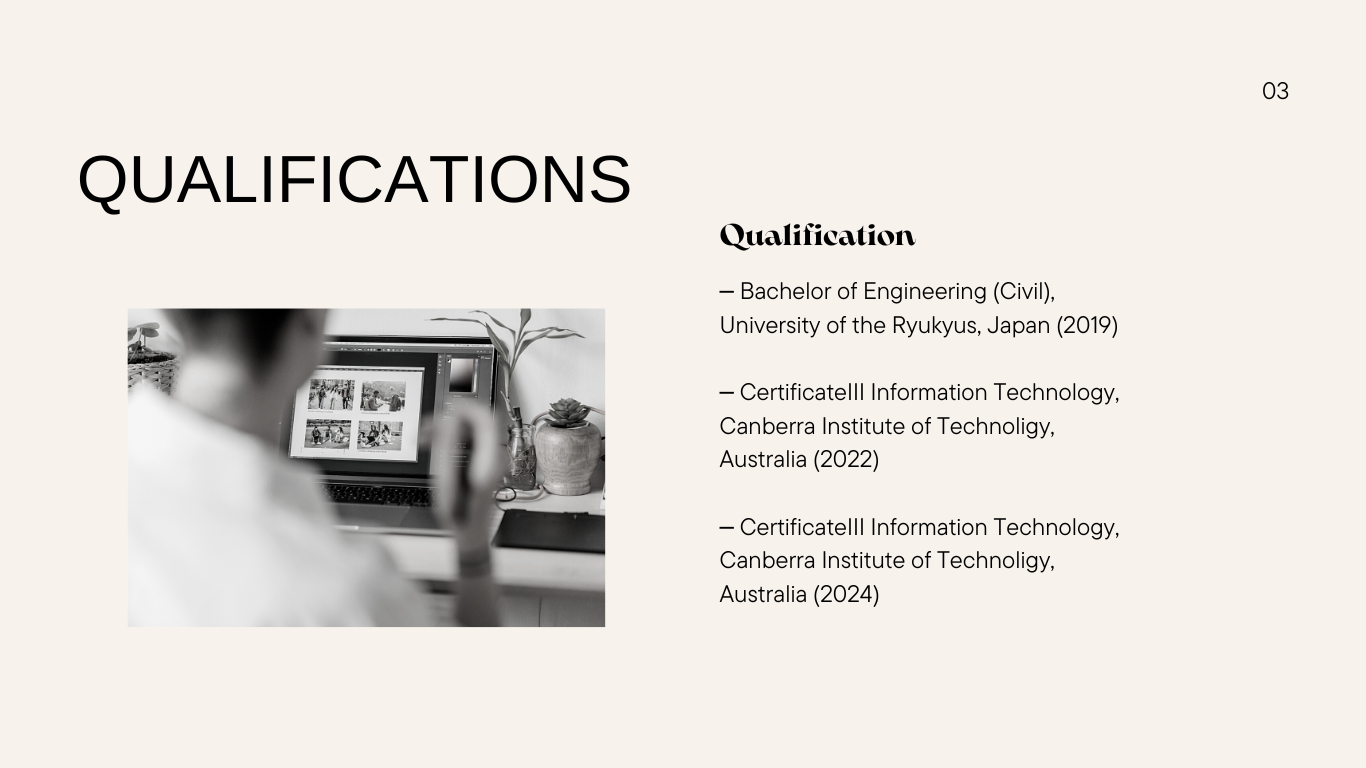 03
QUALIFICATIONS
Qualification
– Bachelor of Engineering (Civil),
University of the Ryukyus, Japan (2019)
– CertificateIII Information Technology,
Canberra Institute of Technoligy,
Australia (2022)
– CertificateIII Information Technology,
Canberra Institute of Technoligy,
Australia (2024)